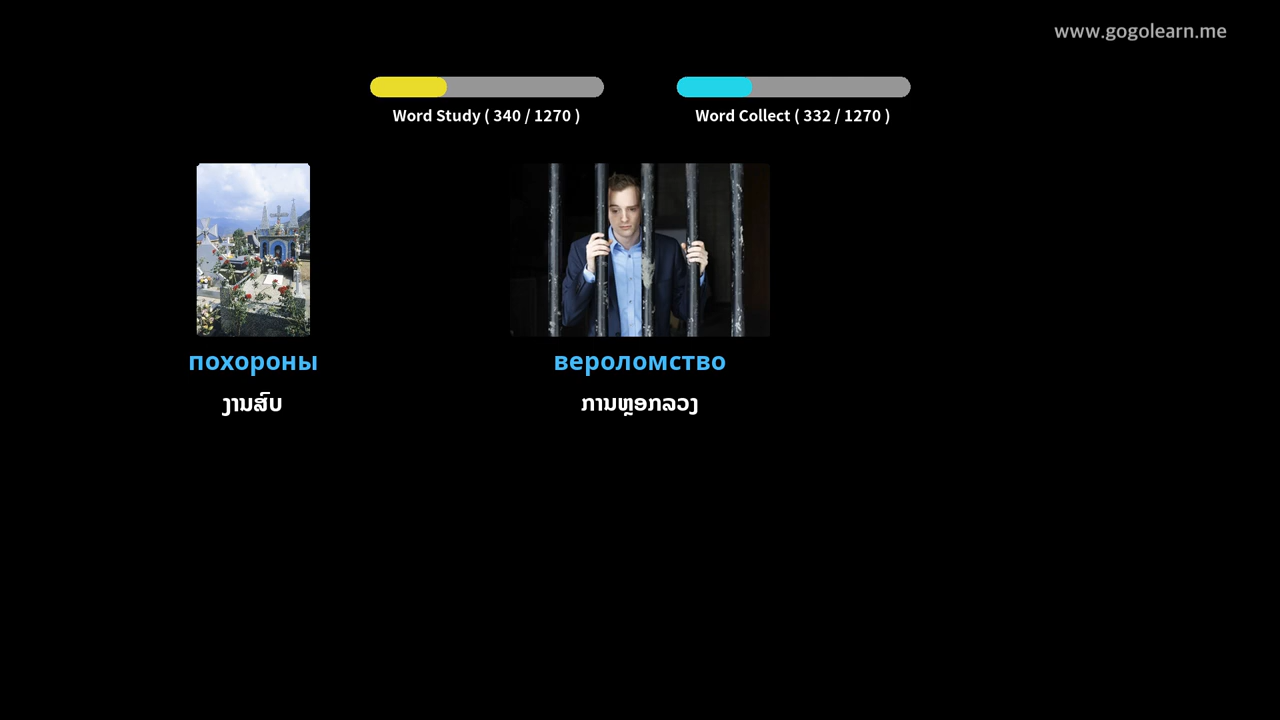 www.gogolearn.me
Word Study ( 340 / 1270 )
Word Collect ( 332 / 1270 )
похороны
вероломство
ງານສົບ
ການຫຼອກລວງ